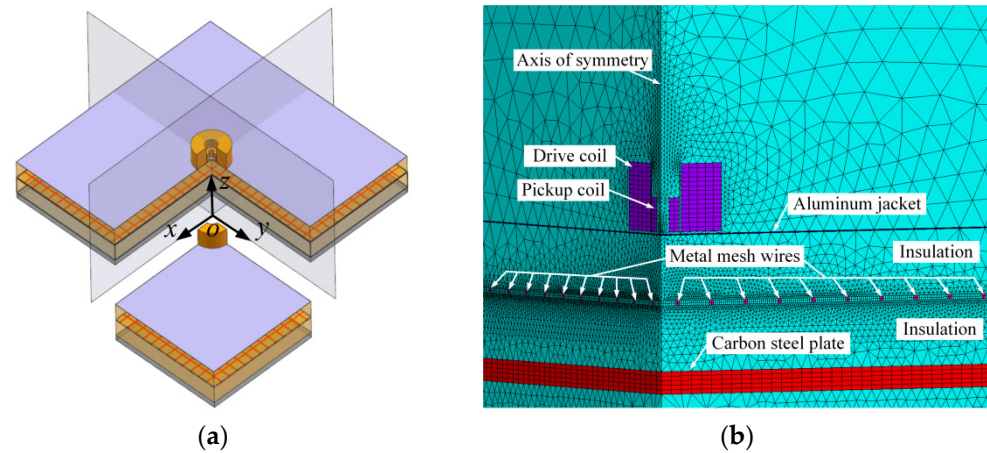 z
x
o
y
(a)
Axis of symmetry
Drive coil
Pickup coil
Aluminum jacket
Metal mesh wires
Insulation
Insulation
Carbon steel plate
(b)